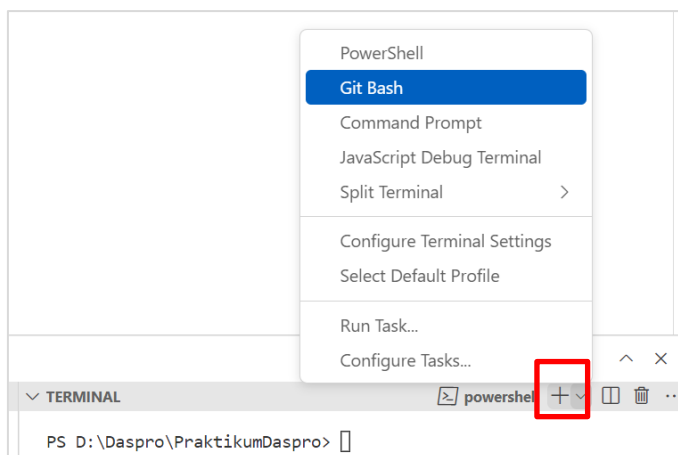 PowerShell
Git Bash
Command Prompt
JavaScript Debug Terminal
Split Terminal
Configure Terminal Settings
Select Default Profile
Run Task...
Configure Tasks...
TERMINAL
powershel
PS D:\Daspro\PraktikumDaspro>